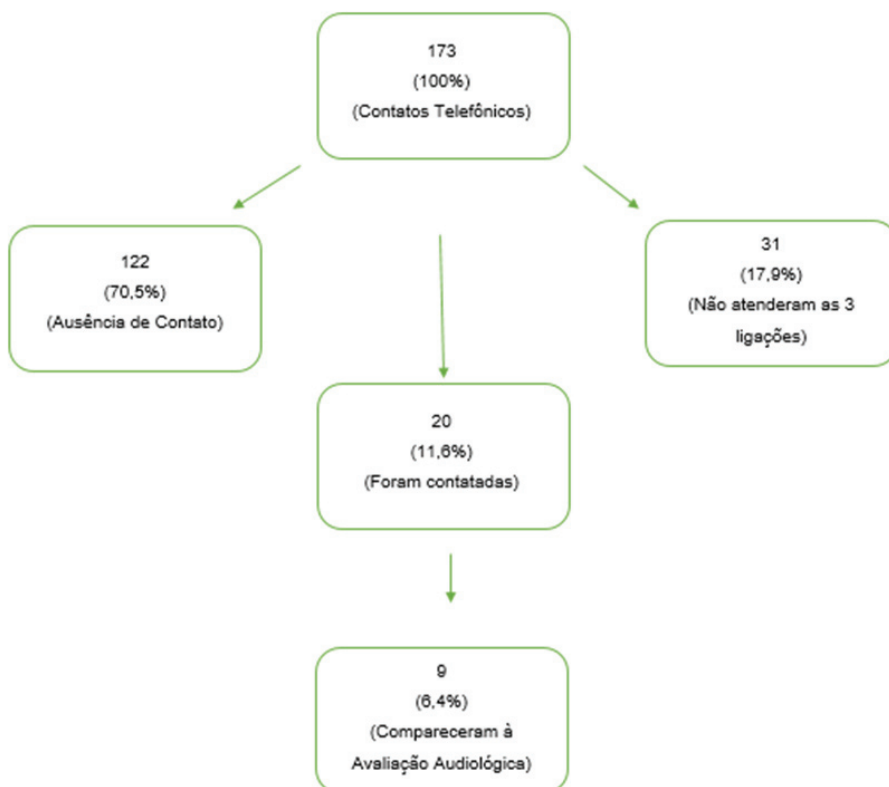 173
(100%)
(Contatos Telefônicos)
122
(70,5%)
(Ausência de Contato)
31
(17,9%)
(Não atenderam as 3
ligações)
20
(11,6%)
(Foram contatadas)
9
(6,4%)
(Compareceram à
Avaliação Audiológica)